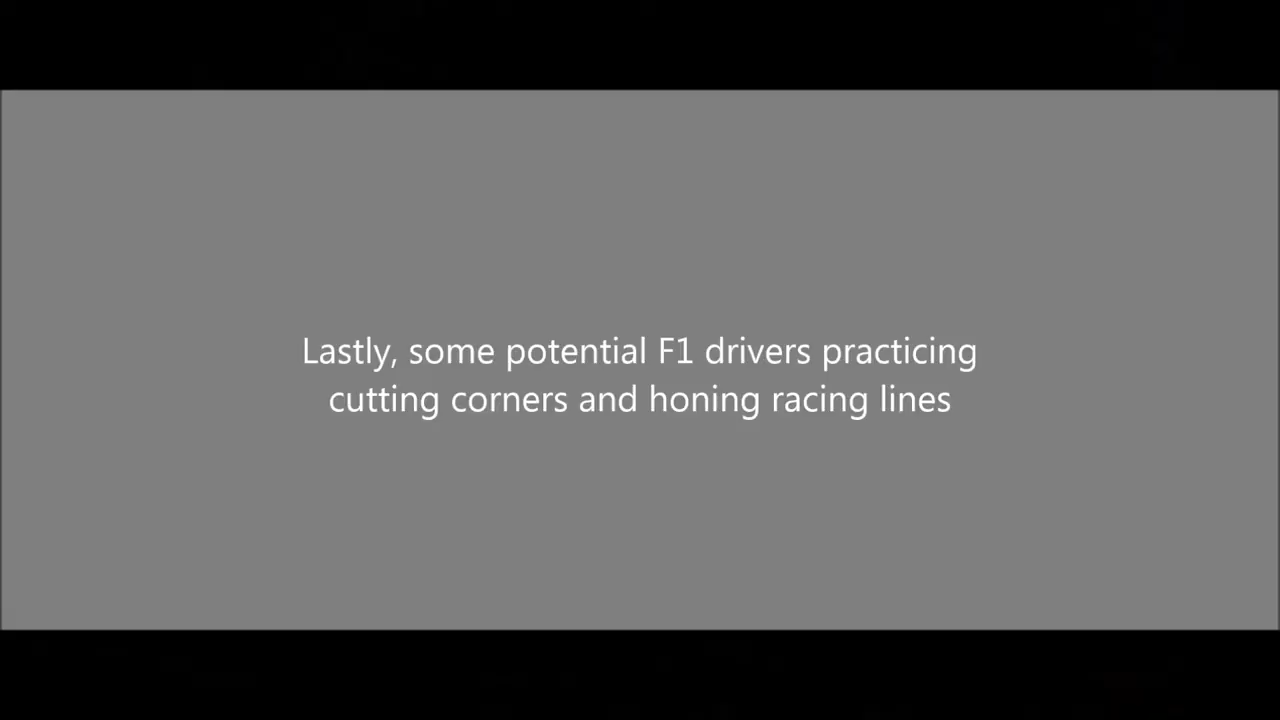 Lastly, some potential F1 drivers practicing
cutting corners and honing racing lines